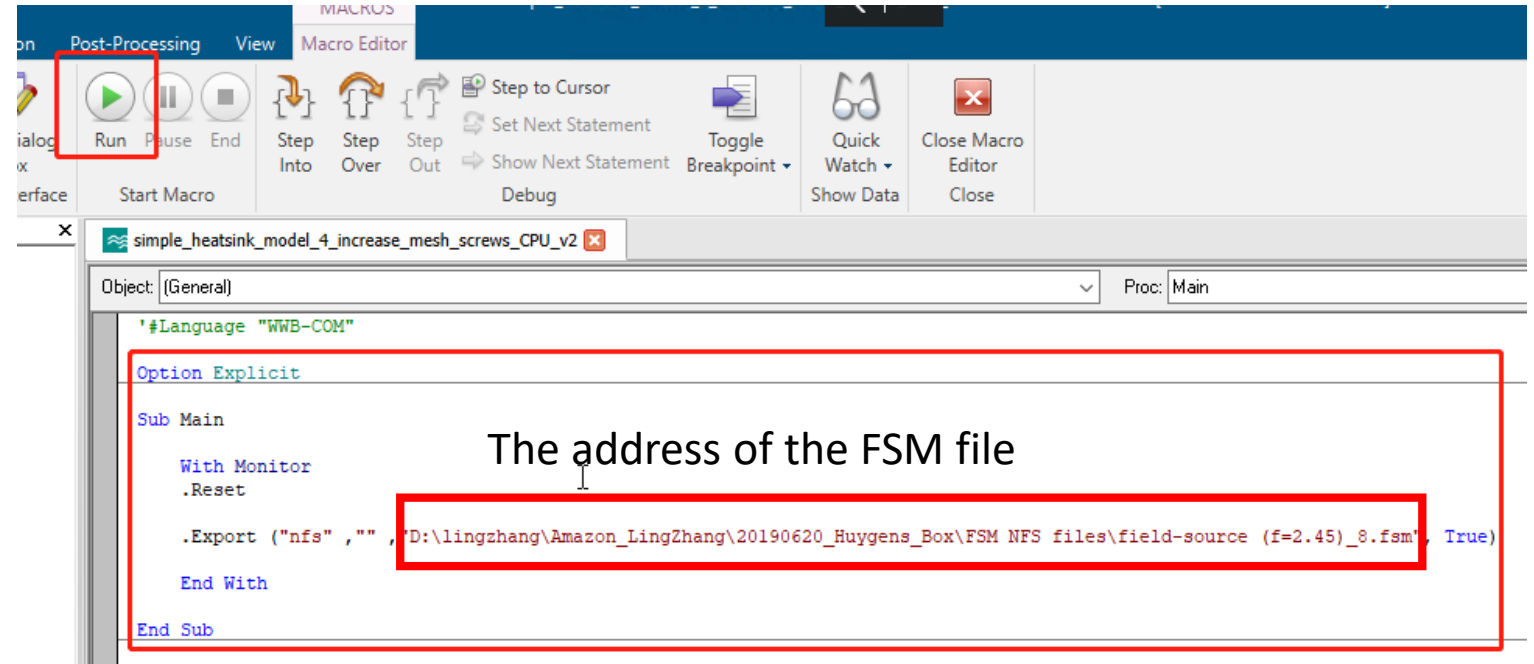 MACROS
Post-Processing View Macro Editor
Run Pause End
Step Into
Step Over
Step Out
Step to Cursor
Set Next Statement
Show Next Statement
Toggle Breakpoint
Quick Watch
Close Macro Editor
Start Macro Debug Show Data Close
simple_heatsink_model_4_increase_mesh_screws_CPU_v2
Object: (General) Proc: Main
'#Language "WWB-COM"
Option Explicit
Sub Main
The address of the FSM file
With Monitor
.Reset
.Export ("nfs" ,"" ,"D:\lingzhang\Amazon_LingZhang\20190620_Huygens_Box\FSM NFS files\field-source (f=2.45)_8.fsm", True)
End With
End Sub